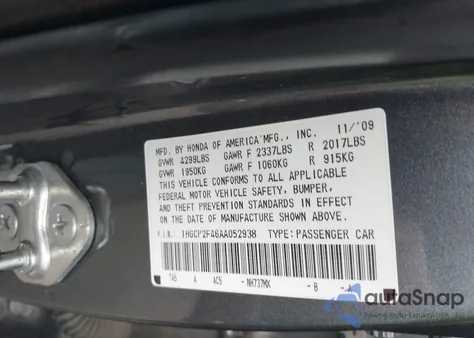 MFD. BY HONDA OF AMERICA MFG., INC. 11/'09
GVWR 4299LBS GAWR F 2337LBS R 2017LBS
GVWR 1950KG GAWR F 1060KG R 915KG
THIS VEHICLE CONFORMS TO ALL APPLICABLE
FEDERAL MOTOR VEHICLE SAFETY, BUMPER,
AND THEFT PREVENTION STANDARDS IN EFFECT
ON THE DATE OF MANUFACTURE SHOWN ABOVE.
V.I.N.: 1HGCP2F46AA052938 TYPE: PASSENGER CAR
TA5 A AC5 - NH737MX - B
autoSnap